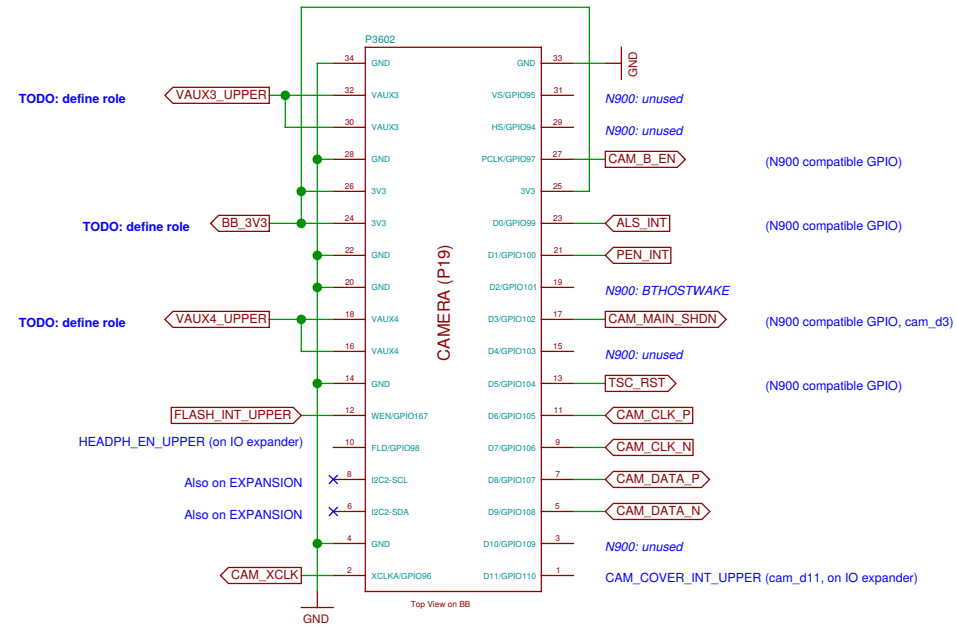 P3602
34 GND GND 33 GND
TODO: define role VAUX3_UPPER 32 VAUX3 VS/GPIO95 31 N900: unused
30 VAUX3 HS/GPIO94 29 N900: unused
28 GND PCLK/GPIO97 27 CAM_B_EN (N900 compatible GPIO)
26 3V3 3V3 25
TODO: define role BB_3V3 24 3V3 D0/GPIO99 23 ALS_INT (N900 compatible GPIO)
22 GND D1/GPIO100 21 PEN_INT
20 GND D2/GPIO101 19 N900: BTHOSTWAKE
CAMERA (P19)
TODO: define role VAUX4_UPPER 18 VAUX4 D3/GPIO102 17 CAM_MAIN_SHDN (N900 compatible GPIO, cam_d3)
16 VAUX4 D4/GPIO103 15 N900: unused
14 GND D5/GPIO104 13 TSC_RST (N900 compatible GPIO)
FLASH_INT_UPPER 12 WEN/GPIO167 D6/GPIO105 11 CAM_CLK_P
HEADPH_EN_UPPER (on IO expander) 10 FLD/GPIO98 D7/GPIO106 9 CAM_CLK_N
Also on EXPANSION 8 I2C2-SCL D8/GPIO107 7 CAM_DATA_P
Also on EXPANSION 6 I2C2-SDA D9/GPIO108 5 CAM_DATA_N
4 GND D10/GPIO109 3 N900: unused
CAM_XCLK 2 XCLKA/GPIO96 D11/GPIO110 1 CAM_COVER_INT_UPPER (cam_d11, on IO expander)
Top View on BB
GND